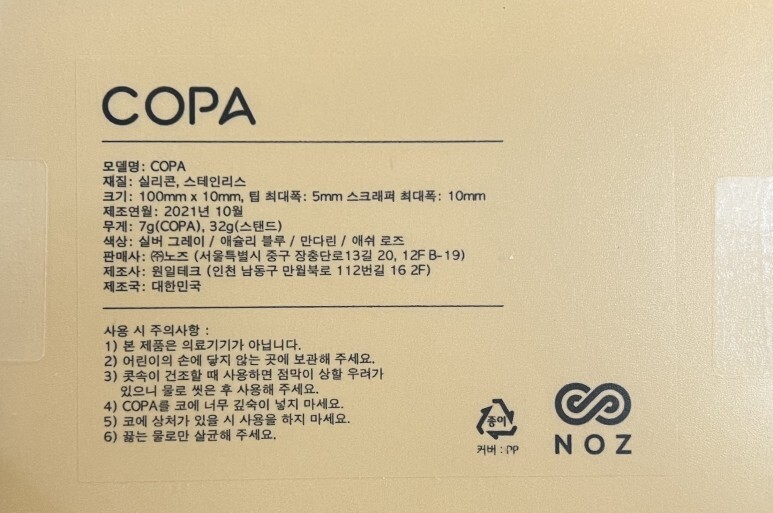 COPA
모델명: COPA
재질: 실리콘, 스테인리스
크기: 100mm x 10mm, 팁 최대폭: 5mm 스크래퍼 최대폭: 10mm
제조연월: 2021년 10월
무게: 7g(COPA), 32g(스탠드)
색상: 실버 그레이 / 애슐리 블루 / 만다린 / 애쉬 로즈
판매사: ㈜노즈 (서울특별시 중구 장충단로13길 20, 12F B-19)
제조사: 원일테크 (인천 남동구 만월북로 112번길 16 2F)
제조국: 대한민국
사용 시 주의사항 :
1) 본 제품은 의료기기가 아닙니다.
2) 어린이의 손에 닿지 않는 곳에 보관해 주세요.
3) 콧속이 건조할 때 사용하면 점막이 상할 우려가
있으니 물로 씻은 후 사용해 주세요.
4) COPA를 코에 너무 깊숙이 넣지 마세요.
5) 코에 상처가 있을 시 사용을 하지 마세요.
6) 끓는 물로만 살균해 주세요.
종이
커버 : PP
NOZ